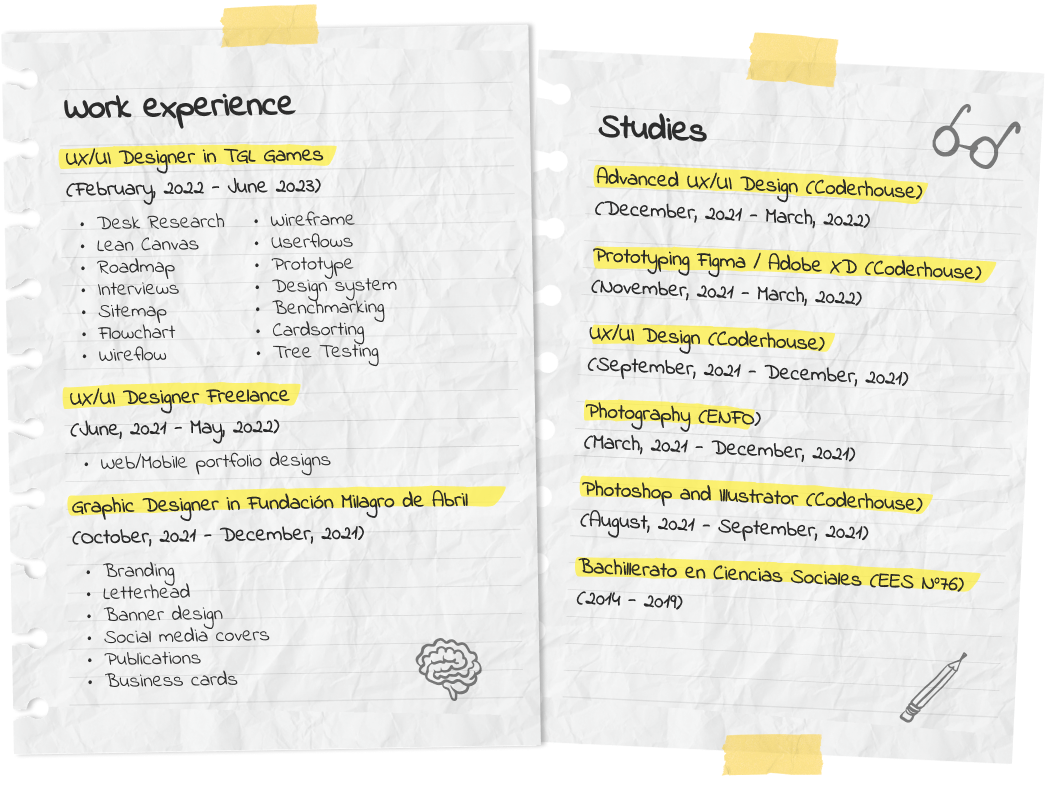 Work experience
UX/UI Designer in TGL Games
(February, 2022 - June 2023)
• Desk Research
• Lean Canvas
• Roadmap
• Interviews
• Sitemap
• Flowchart
• Wireflow
• Wireframe
• Userflows
• Prototype
• Design system
• Benchmarking
• Cardsorting
• Tree Testing
UX/UI Designer Freelance
(June, 2021 - May, 2022)
• Web/Mobile portfolio designs
Graphic Designer in Fundación Milagro de Abril
(October, 2021 - December, 2021)
• Branding
• Letterhead
• Banner design
• Social media covers
• Publications
• Business cards
Studies
Advanced UX/UI Design (Coderhouse)
(December, 2021 - March, 2022)
Prototyping Figma / Adobe XD (Coderhouse)
(November, 2021 - March, 2022)
UX/UI Design (Coderhouse)
(September, 2021 - December, 2021)
Photography (ENFO)
(March, 2021 - December, 2021)
Photoshop and Illustrator (Coderhouse)
(August, 2021 - September, 2021)
Bachillerato en Ciencias Sociales (EES N°76)
(2014 - 2019)